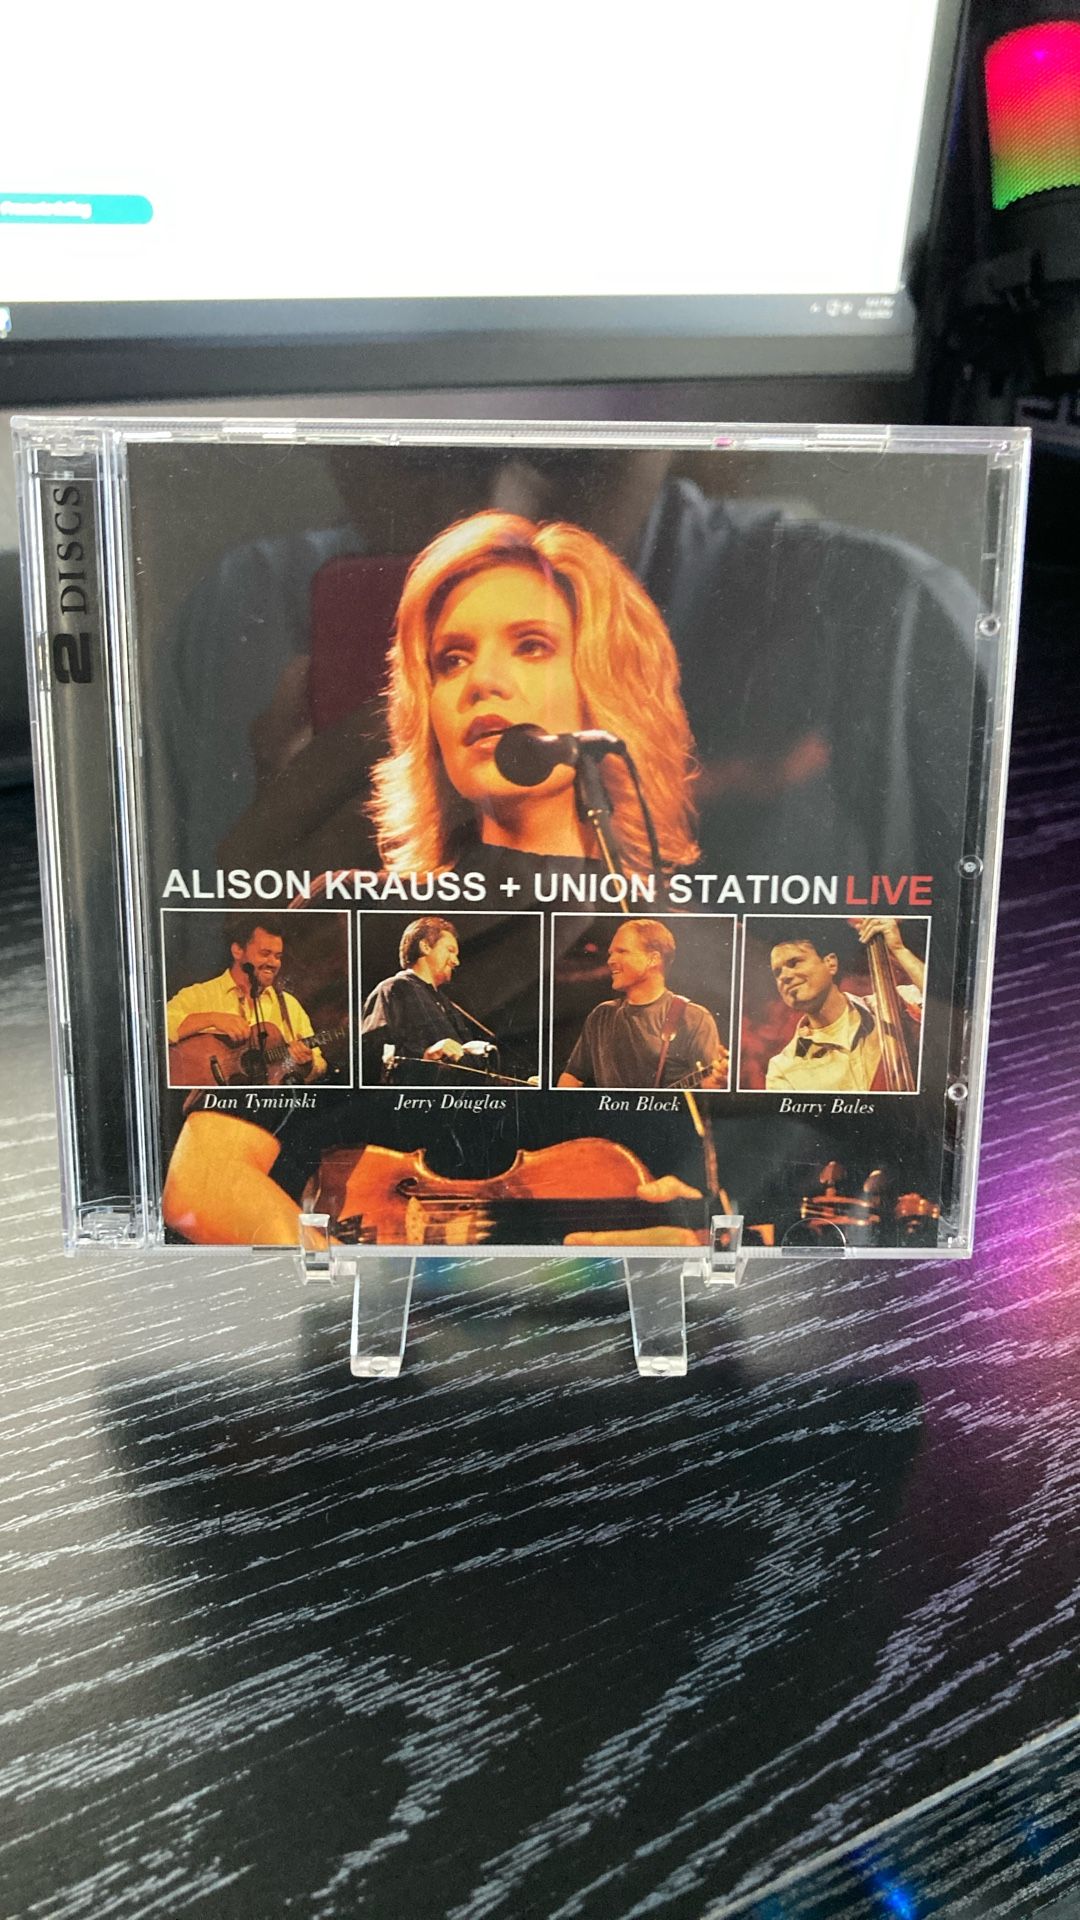 2 DISCS
ALISON KRAUSS + UNION STATION LIVE
Dan Tyminski
Jerry Douglas
Ron Block
Barry Bales